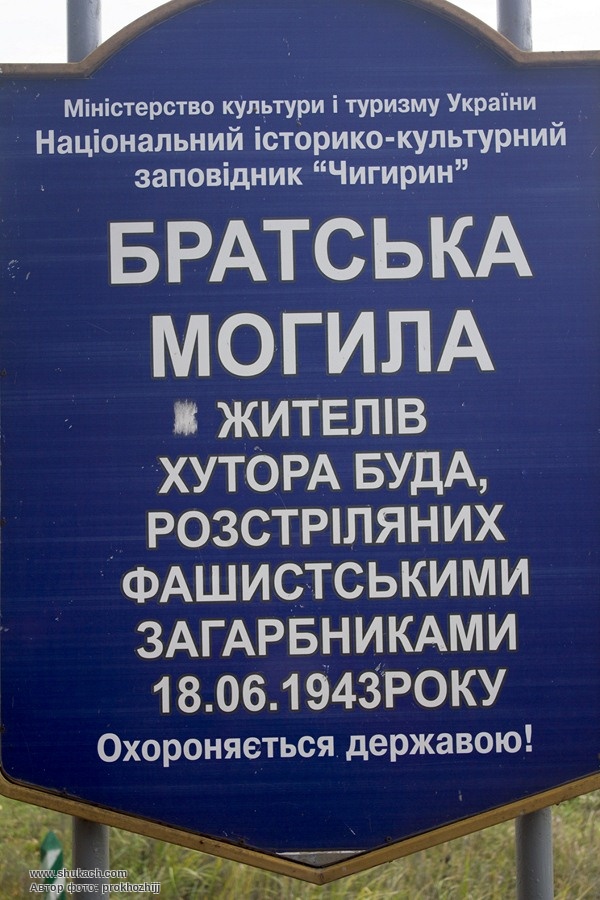 Міністерство культури і туризму України
Національний історико-культурний
заповідник “Чигирин”
БРАТСЬКА
МОГИЛА
ЖИТЕЛІВ
ХУТОРА БУДА,
РОЗСТРІЛЯНИХ
ФАШИСТСЬКИМИ
ЗАГАРБНИКАМИ
18.06.1943РОКУ
Охороняється державою!
www.shukach.com
Автор фото: prokhozhijj